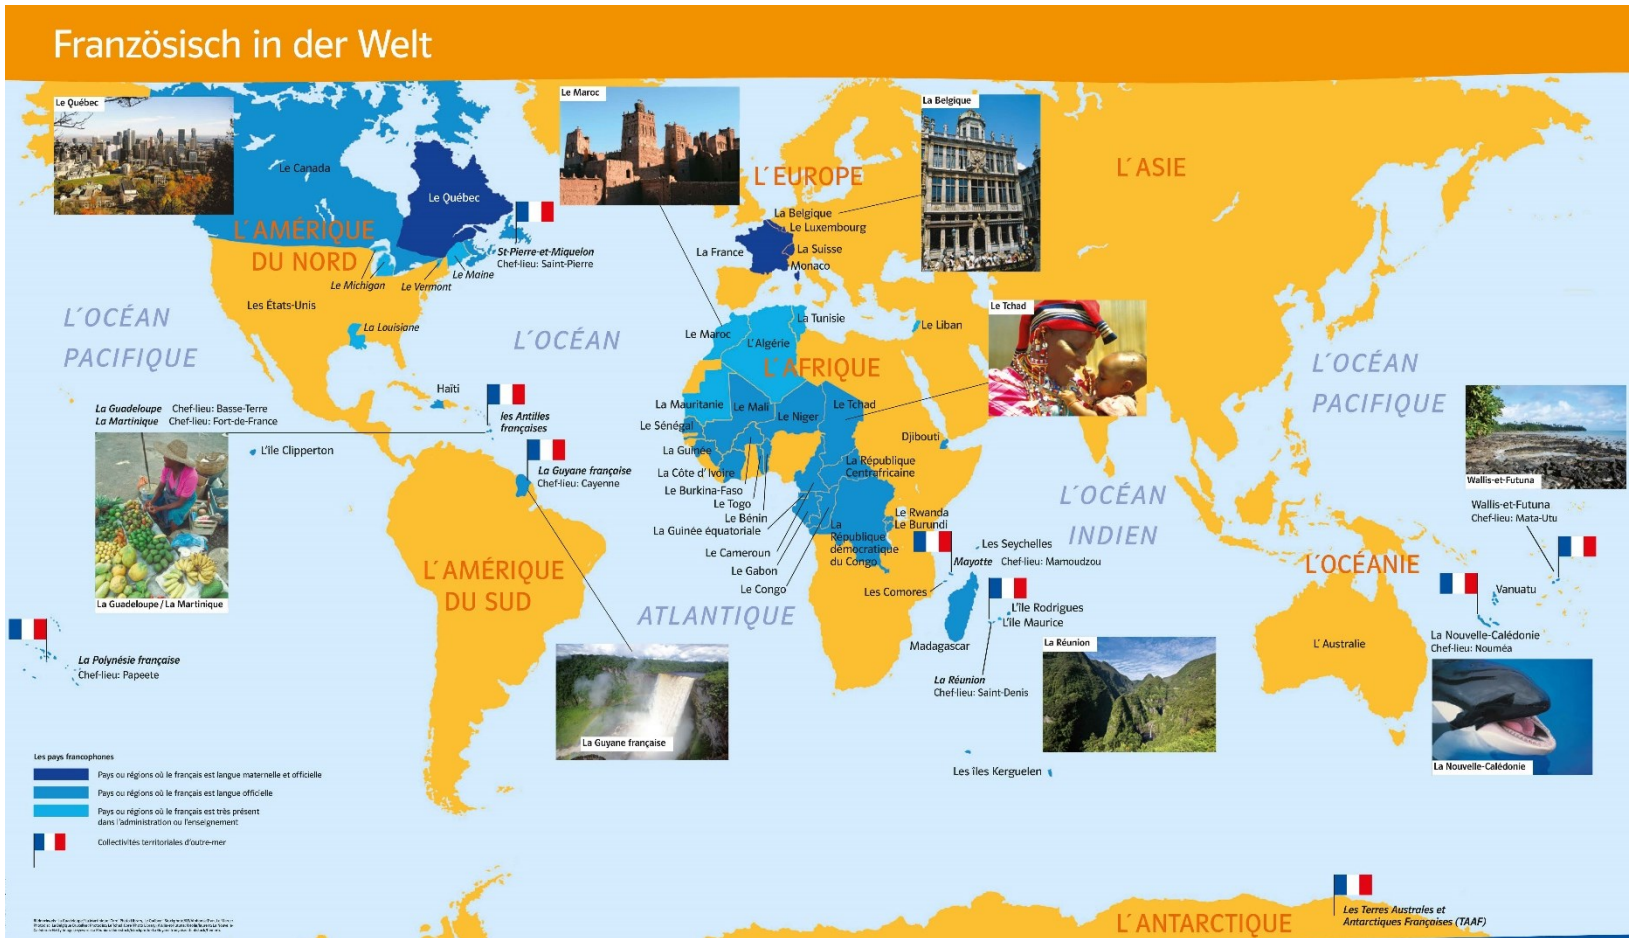 Französisch in der Welt
Le Québec
Le Maroc
La Belgique
Le Canada
Le Québec
L'EUROPE
L'ASIE
L'AMÉRIQUE
DU NORD
St-Pierre-et-Miquelon
Chef-lieu: Saint-Pierre
La Belgique
Le Luxembourg
La France
La Suisse
Monaco
Le Michigan
Le Vermont
Le Maine
Les États-Unis
La Louisiane
L'OCÉAN
PACIFIQUE
L'OCÉAN
Le Maroc
La Tunisie
L'Algérie
Le Liban
Le Tchad
L'AFRIQUE
L'OCÉAN
PACIFIQUE
Haïti
La Guadeloupe Chef-lieu: Basse-Terre
La Martinique Chef-lieu: Fort-de-France
les Antilles
françaises
L'île Clipperton
La Guyane française
Chef-lieu: Cayenne
La Mauritanie
Le Mali
Le Niger
Le Tchad
Le Sénégal
La Guinée
La Côte d'Ivoire
Le Burkina-Faso
Le Togo
Le Bénin
La Guinée équatoriale
Le Cameroun
Le Gabon
Le Congo
Djibouti
La République
Centrafricaine
La
République
démocratique
du Congo
Le Rwanda
Le Burundi
L'OCÉAN
INDIEN
Les Seychelles
Mayotte Chef-lieu: Mamoudzou
Les Comores
L'île Rodrigues
L'île Maurice
Madagascar
La Réunion
Chef-lieu: Saint-Denis
La Réunion
Wallis-et-Futuna
Wallis-et-Futuna
Chef-lieu: Mata-Utu
L'OCÉANIE
Vanuatu
L'Australie
La Nouvelle-Calédonie
Chef-lieu: Nouméa
La Nouvelle-Calédonie
L'AMÉRIQUE
DU SUD
ATLANTIQUE
La Guadeloupe / La Martinique
La Polynésie française
Chef-lieu: Papeete
La Guyane française
Les îles Kerguelen
Les pays francophones
Pays ou régions où le français est langue maternelle et officielle
Pays ou régions où le français est langue officielle
Pays ou régions où le français est très présent
dans l'administration ou l'enseignement
Collectivités territoriales d'outre-mer
L'ANTARCTIQUE
Les Terres Australes et
Antarctiques Françaises (TAAF)